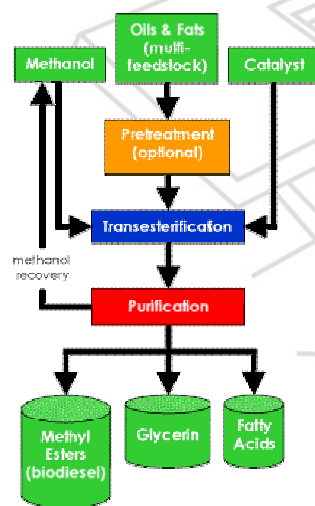 Oils & Fats
(multi-
feedstock)
Methanol
Catalyst
Pretreatment
(optional)
Transesterification
methanol
recovery
Purification
Methyl
Esters
(biodiesel)
Glycerin
Fatty
Acids